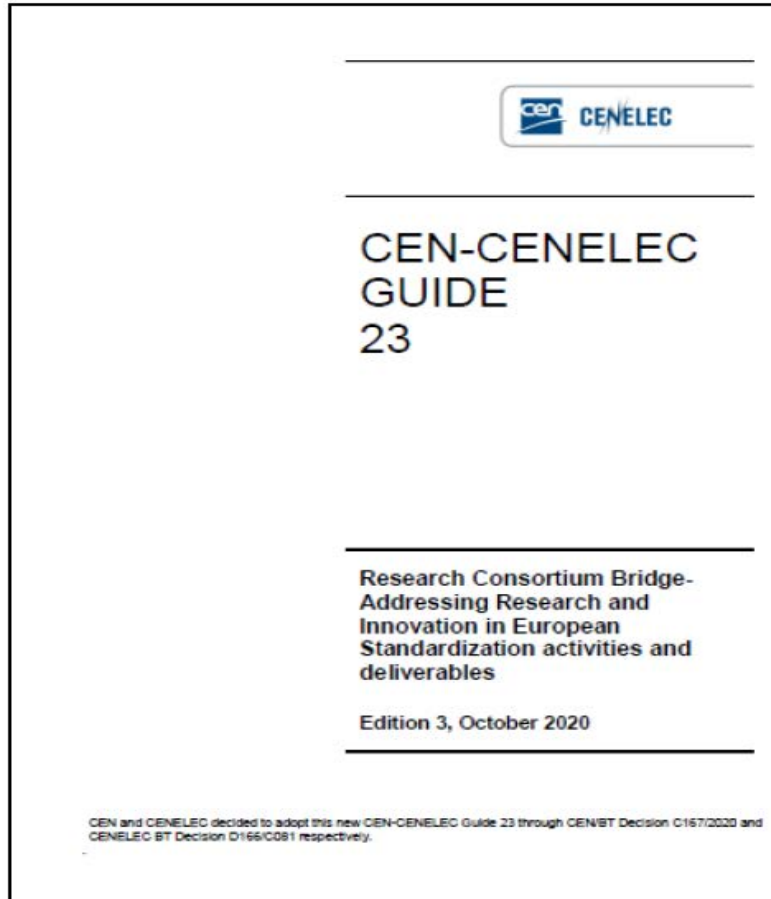 cen CENELEC
CEN-CENELEC
GUIDE
23
Research Consortium Bridge-
Addressing Research and
Innovation in European
Standardization activities and
deliverables
Edition 3, October 2020
CEN and CENELEC decided to adopt this new CEN-CENELEC Guide 23 through CEN/BT Decision C167/2020 and
CENELEC BT Decision D166/C081 respectively.